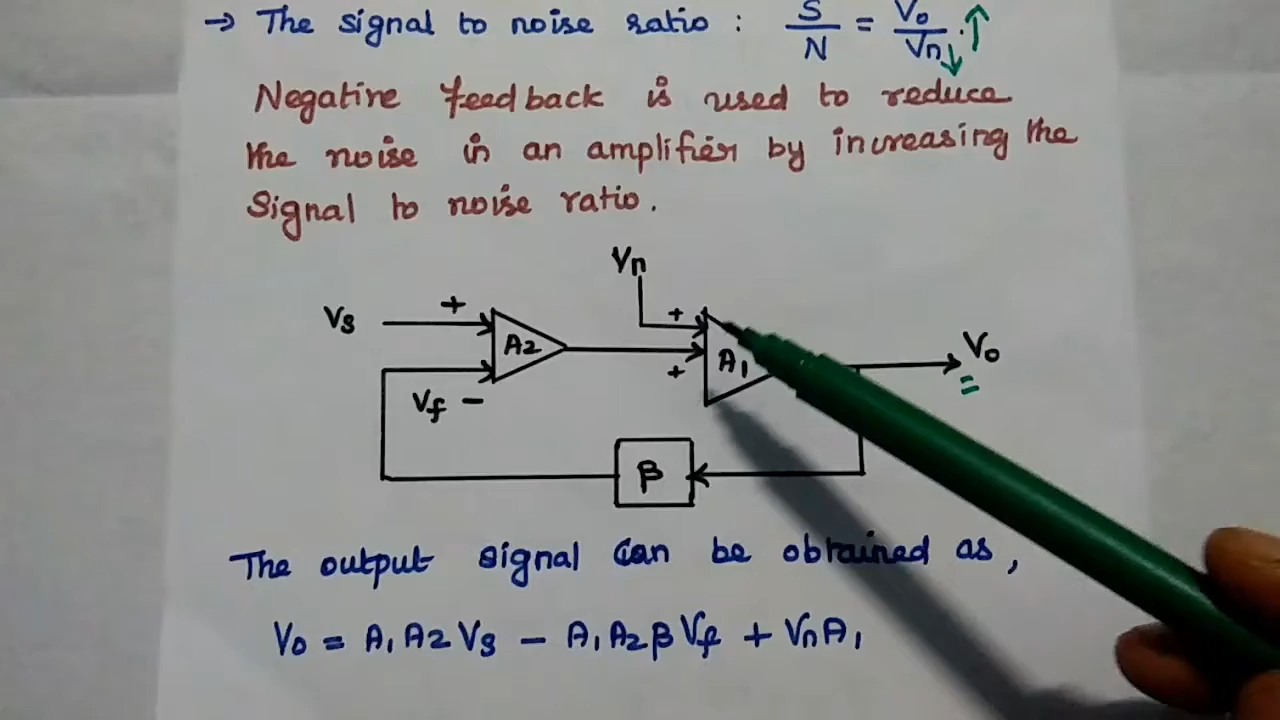 → The signal to noise ratio : S/N = Vo/Vn . ↑ ↓
Negative feedback is used to reduce
the noise in an amplifier by increasing the
Signal to noise ratio.
Vn
Vs + A2 + + A1 Vo =
Vf -
β
The output signal can be obtained as,
Vo = A1 A2 Vs - A1 A2 β Vf + Vn A1